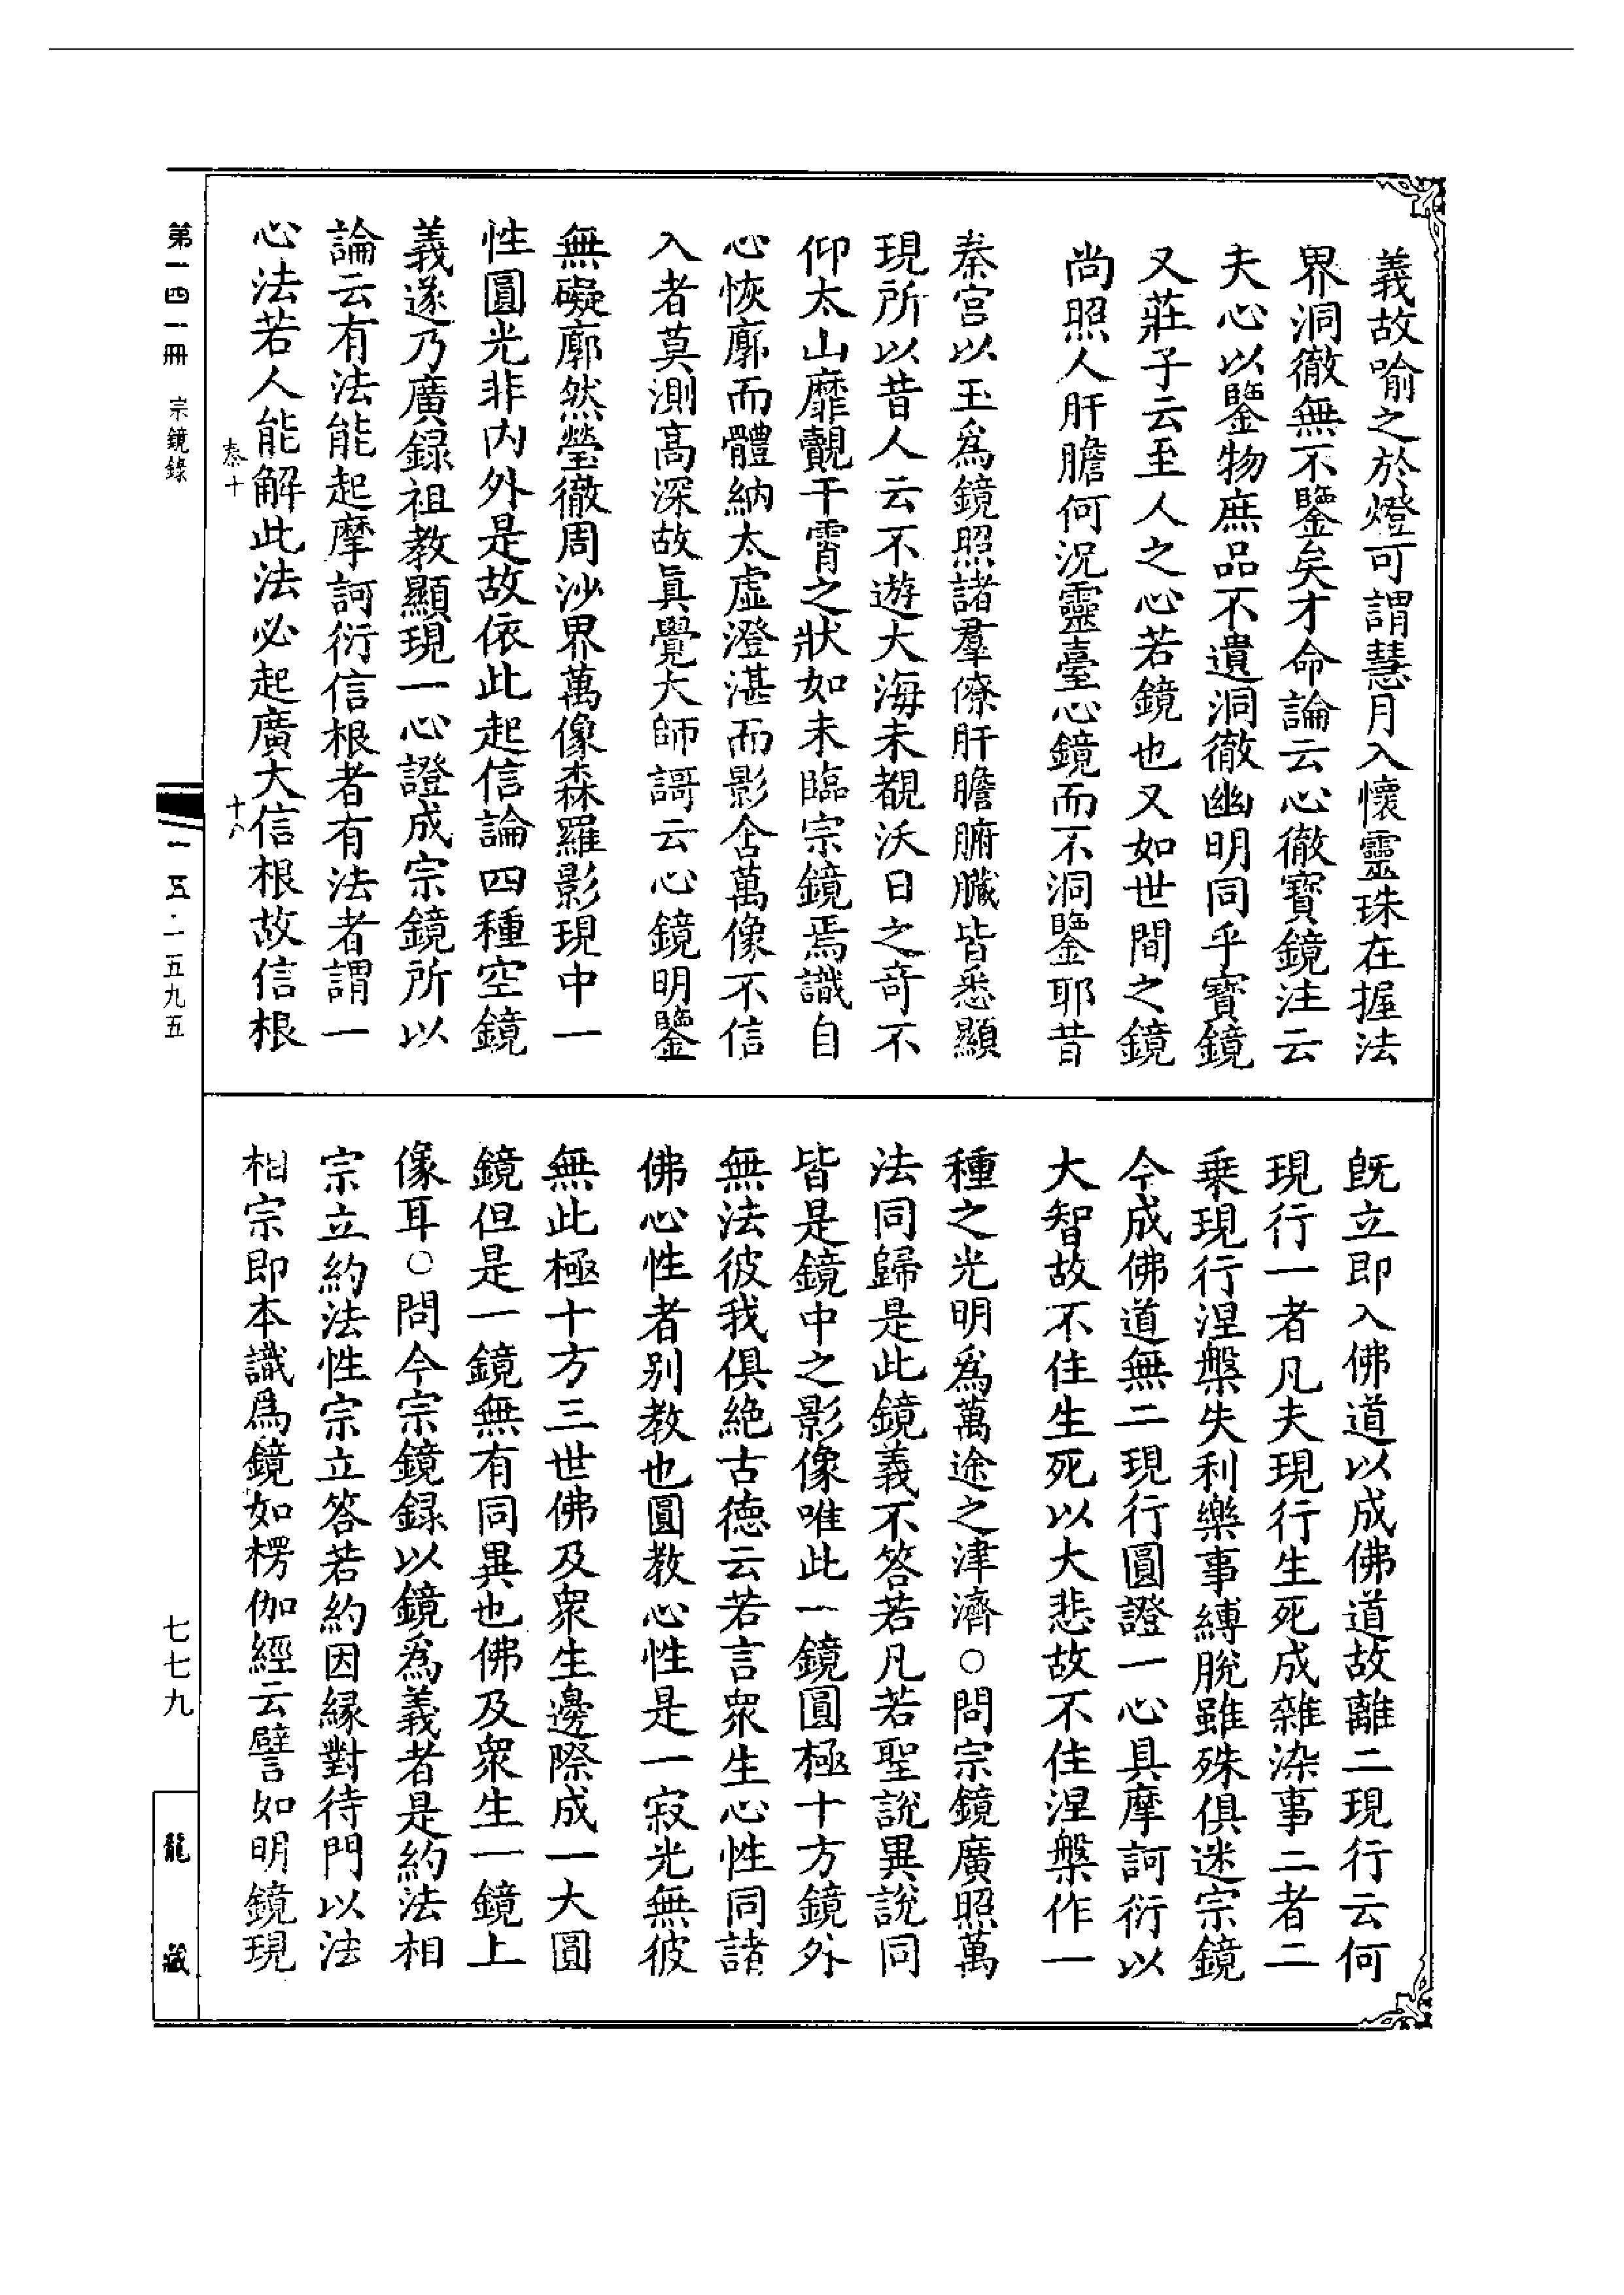 義故喻之於燈可謂慧月入懷靈珠在握法
界洞徹無不鑒矣才命論云心徹寶鏡注云
夫心以鑒物庶品不遺洞徹幽明同乎寶鏡
又莊子云至人之心若鏡也又如世間之鏡
尚照人肝膽何況靈臺心鏡而不洞鑒耶昔
秦宮以玉爲鏡照諸羣僚肝膽腑臟皆悉顯
現所以昔人云不遊大海未覩沃日之奇不
仰太山靡覿干霄之狀如未臨宗鏡焉識自
心恢廓而體納太虛澄湛而影含萬像不信
入者莫測高深故眞覺大師謌云心鏡明鑒
無礙廓然瑩徹周沙界萬像森羅影現中一
性圓光非內外是故依此起信論四種空鏡
義遂乃廣録祖教顯現一心證成宗鏡所以
論云有法能起摩訶衍信根者有法者謂一
心法若人能解此法必起廣大信根故信根
既立即入佛道以成佛道故離二現行云何
現行一者凡夫現行生死成雜染事二者二
乗現行涅槃失利樂事縛脫雖殊俱迷宗鏡
今成佛道無二現行圓證一心具摩訶衍以
大智故不住生死以大悲故不住涅槃作一
種之光明爲萬途之津濟○問宗鏡廣照萬
法同歸是此鏡義不答若凡若聖說異說同
皆是鏡中之影像唯此一鏡圓極十方鏡外
無法彼我俱絶古德云若言衆生心性同諸
佛心性者别教也圓教心性是一寂光無彼
無此極十方三世佛及衆生邊際成一大圓
鏡但是一鏡無有同異也佛及衆生一鏡上
像耳○問今宗鏡録以鏡爲義者是約法相
宗立約法性宗立答若約因緣對待門以法
相宗即本識爲鏡如楞伽經云譬如明鏡現
秦十
十八
第一四一冊 宗鏡錄
一五·一五九五
七七九
龍藏